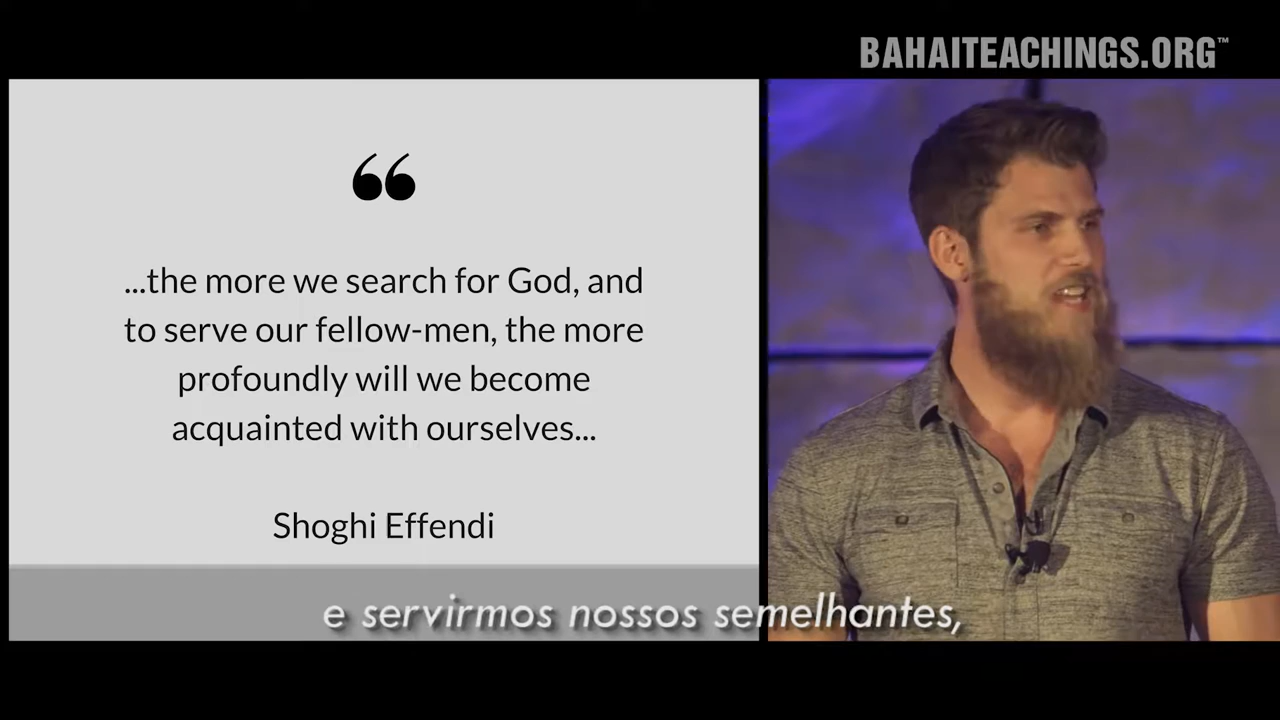 BAHAITEACHINGS.ORG™
“
...the more we search for God, and
to serve our fellow-men, the more
profoundly will we become
acquainted with ourselves...
Shoghi Effendi
e servirmos nossos semelhantes,